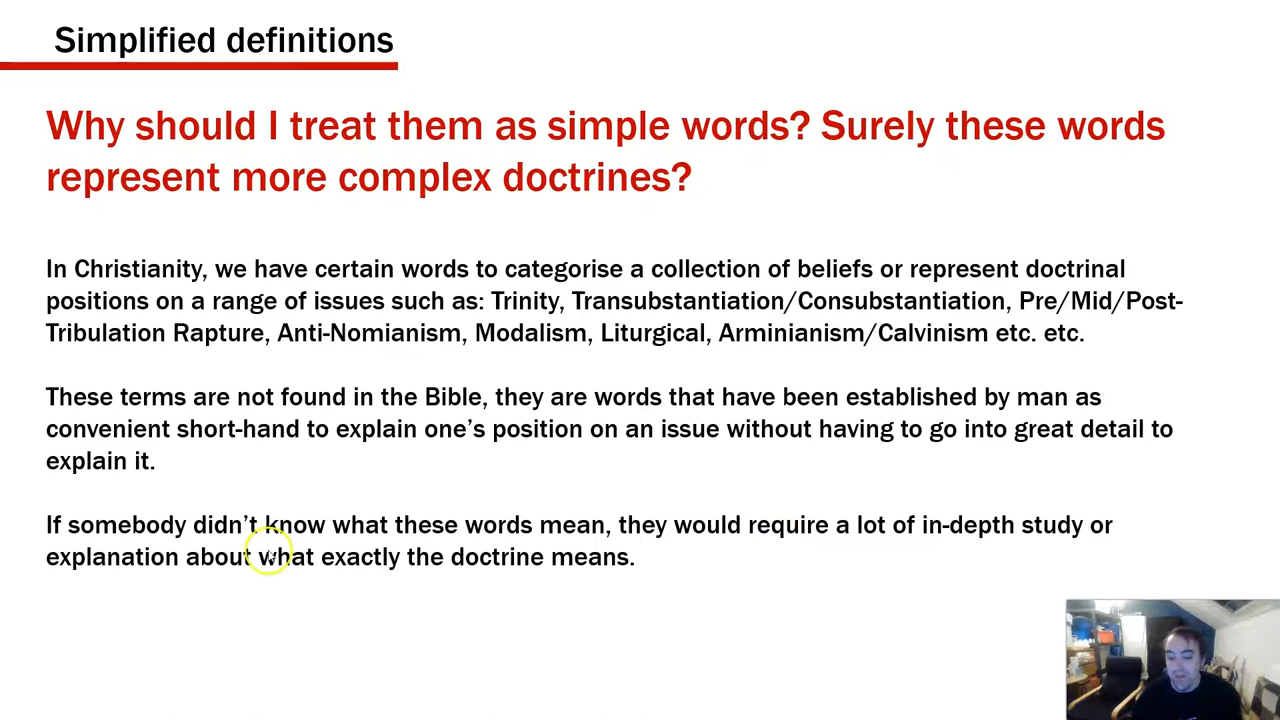 Simplified definitions
Why should I treat them as simple words? Surely these words
represent more complex doctrines?
In Christianity, we have certain words to categorise a collection of beliefs or represent doctrinal
positions on a range of issues such as: Trinity, Transubstantiation/Consubstantiation, Pre/Mid/Post-
Tribulation Rapture, Anti-Nomianism, Modalism, Liturgical, Arminianism/Calvinism etc. etc.
These terms are not found in the Bible, they are words that have been established by man as
convenient short-hand to explain one’s position on an issue without having to go into great detail to
explain it.
If somebody didn’t know what these words mean, they would require a lot of in-depth study or
explanation about what exactly the doctrine means.